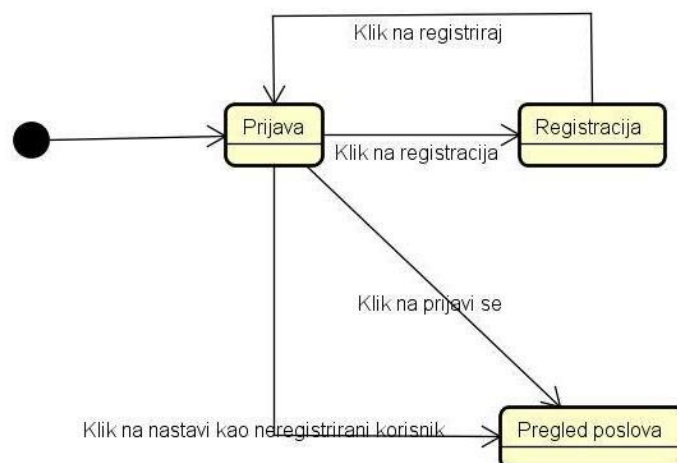 Klik na registriraj
Prijava
Registracija
Klik na registracija
Klik na prijavi se
Klik na nastavi kao neregistrirani korisnik
Pregled poslova